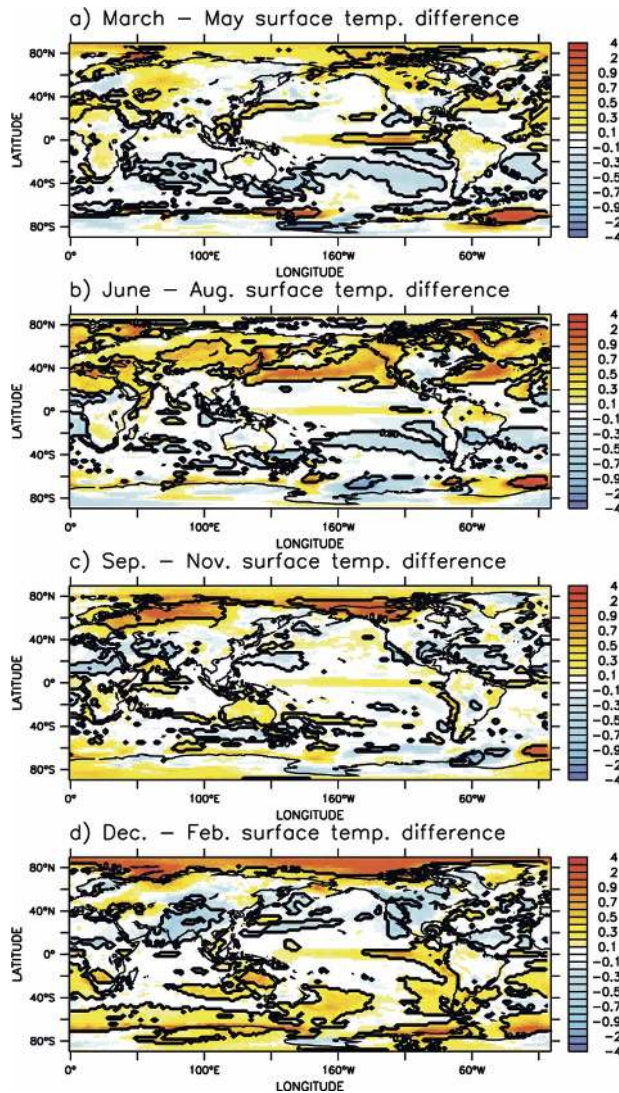 a) March – May surface temp. difference
80°N
40°N
0°
40°S
80°S
LATITUDE
0° 100°E 160°W 60°W
LONGITUDE
4
2
0.9
0.7
0.5
0.3
0.1
-0.1
-0.3
-0.5
-0.7
-0.9
-2
-4
b) June – Aug. surface temp. difference
80°N
40°N
0°
40°S
80°S
LATITUDE
0° 100°E 160°W 60°W
LONGITUDE
4
2
0.9
0.7
0.5
0.3
0.1
-0.1
-0.3
-0.5
-0.7
-0.9
-2
-4
c) Sep. – Nov. surface temp. difference
80°N
40°N
0°
40°S
80°S
LATITUDE
0° 100°E 160°W 60°W
LONGITUDE
4
2
0.9
0.7
0.5
0.3
0.1
-0.1
-0.3
-0.5
-0.7
-0.9
-2
-4
d) Dec. – Feb. surface temp. difference
80°N
40°N
0°
40°S
80°S
LATITUDE
0° 100°E 160°W 60°W
LONGITUDE
4
2
0.9
0.7
0.5
0.3
0.1
-0.1
-0.3
-0.5
-0.7
-0.9
-2
-4